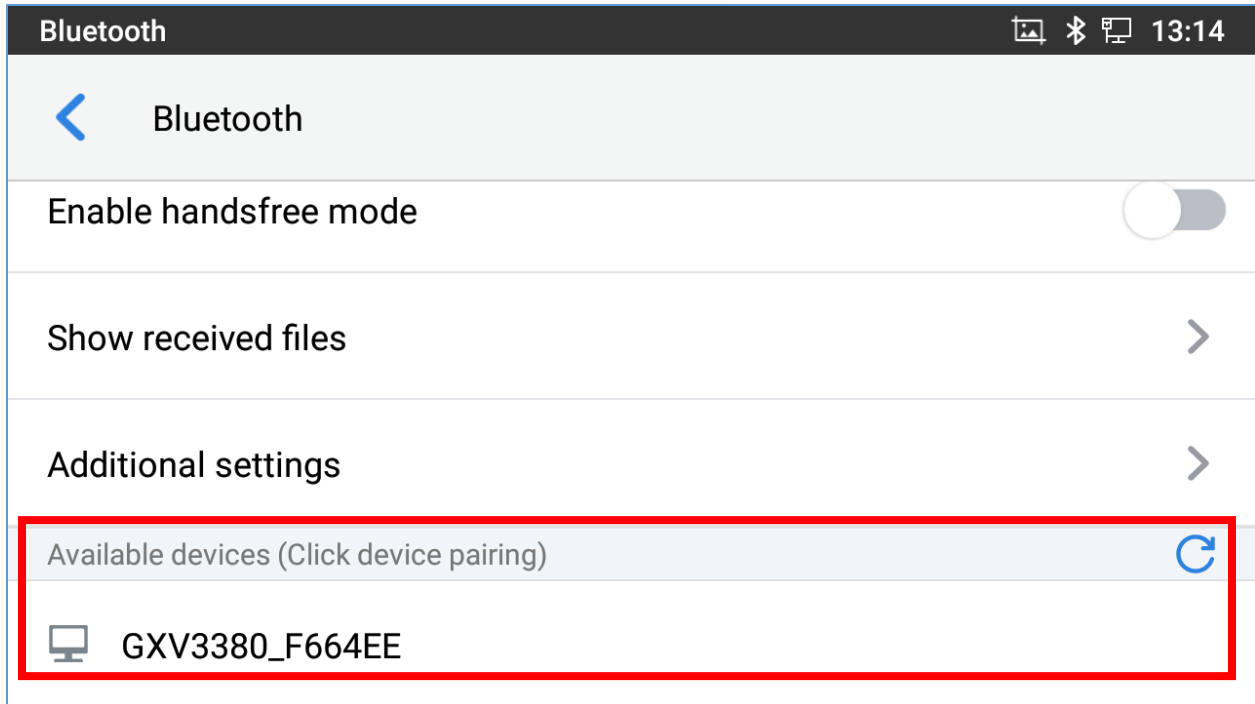 Bluetooth 13:14
Bluetooth
Enable handsfree mode
Show received files
Additional settings
Available devices (Click device pairing)
GXV3380_F664EE